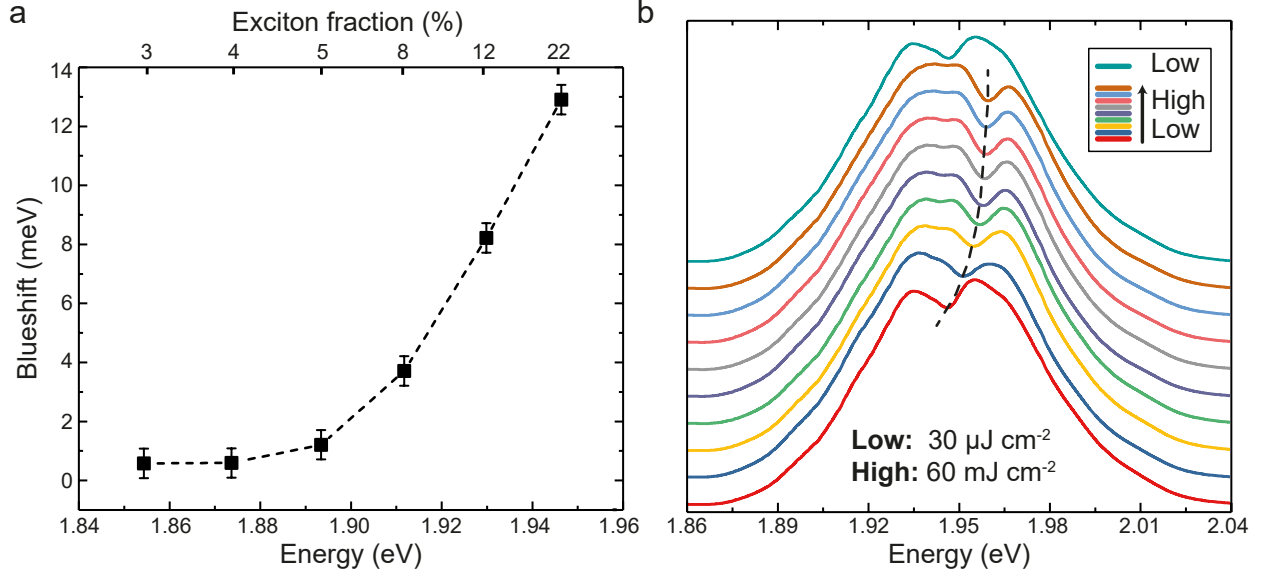 a
Exciton fraction (%)
3 4 5 8 12 22
14
12
10
8
6
4
2
0
Blueshift (meV)
1.84 1.86 1.88 1.90 1.92 1.94 1.96
Energy (eV)
b
Low
High
Low
Low: 30 µJ cm-2
High: 60 mJ cm-2
1.86 1.89 1.92 1.95 1.98 2.01 2.04
Energy (eV)